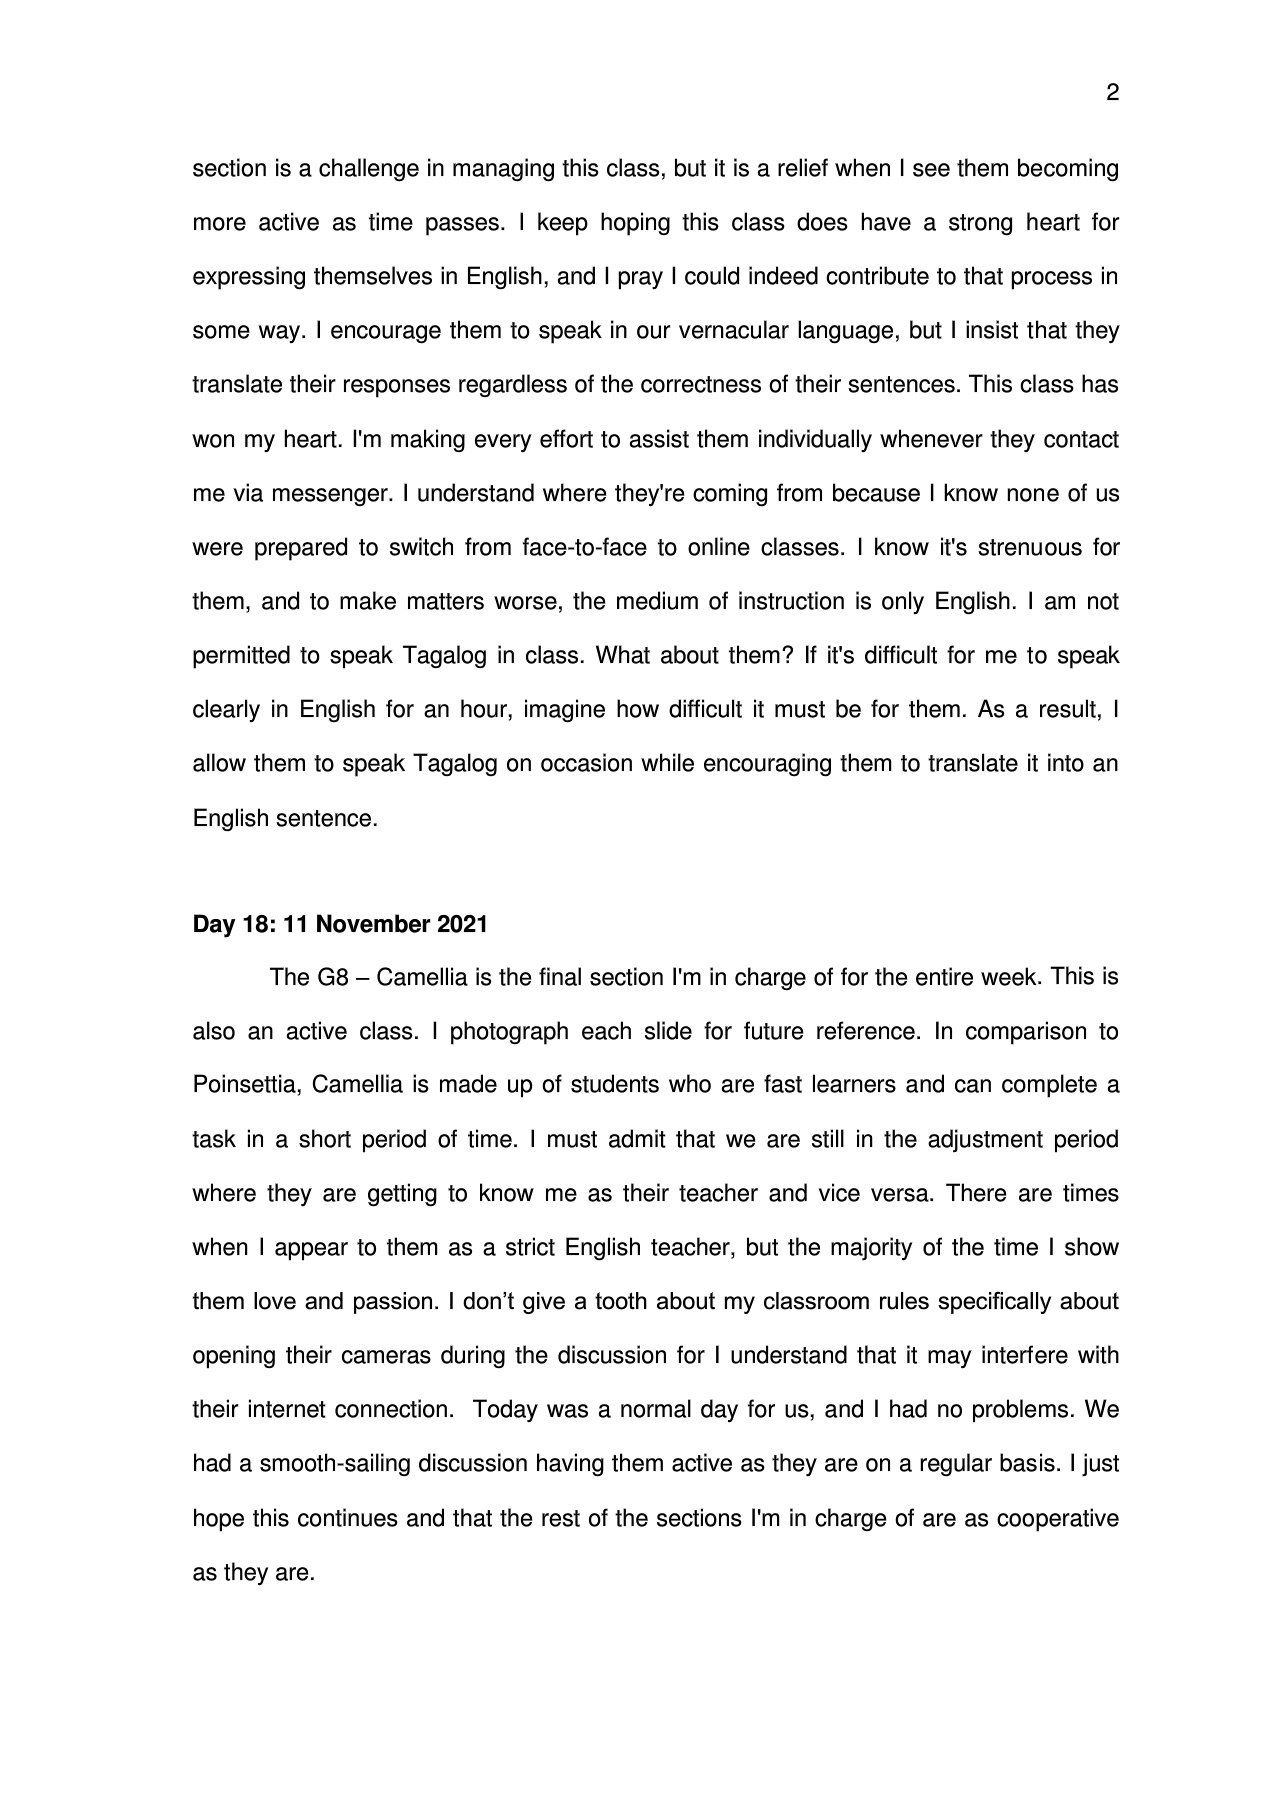 2
section is a challenge in managing this class, but it is a relief when I see them becoming
more active as time passes. I keep hoping this class does have a strong heart for
expressing themselves in English, and I pray I could indeed contribute to that process in
some way. I encourage them to speak in our vernacular language, but I insist that they
translate their responses regardless of the correctness of their sentences. This class has
won my heart. I'm making every effort to assist them individually whenever they contact
me via messenger. I understand where they're coming from because I know none of us
were prepared to switch from face-to-face to online classes. I know it's strenuous for
them, and to make matters worse, the medium of instruction is only English. I am not
permitted to speak Tagalog in class. What about them? If it's difficult for me to speak
clearly in English for an hour, imagine how difficult it must be for them. As a result, I
allow them to speak Tagalog on occasion while encouraging them to translate it into an
English sentence.
Day 18: 11 November 2021
The G8 – Camellia is the final section I'm in charge of for the entire week. This is
also an active class. I photograph each slide for future reference. In comparison to
Poinsettia, Camellia is made up of students who are fast learners and can complete a
task in a short period of time. I must admit that we are still in the adjustment period
where they are getting to know me as their teacher and vice versa. There are times
when I appear to them as a strict English teacher, but the majority of the time I show
them love and passion. I don’t give a tooth about my classroom rules specifically about
opening their cameras during the discussion for I understand that it may interfere with
their internet connection.  Today was a normal day for us, and I had no problems. We
had a smooth-sailing discussion having them active as they are on a regular basis. I just
hope this continues and that the rest of the sections I'm in charge of are as cooperative
as they are.